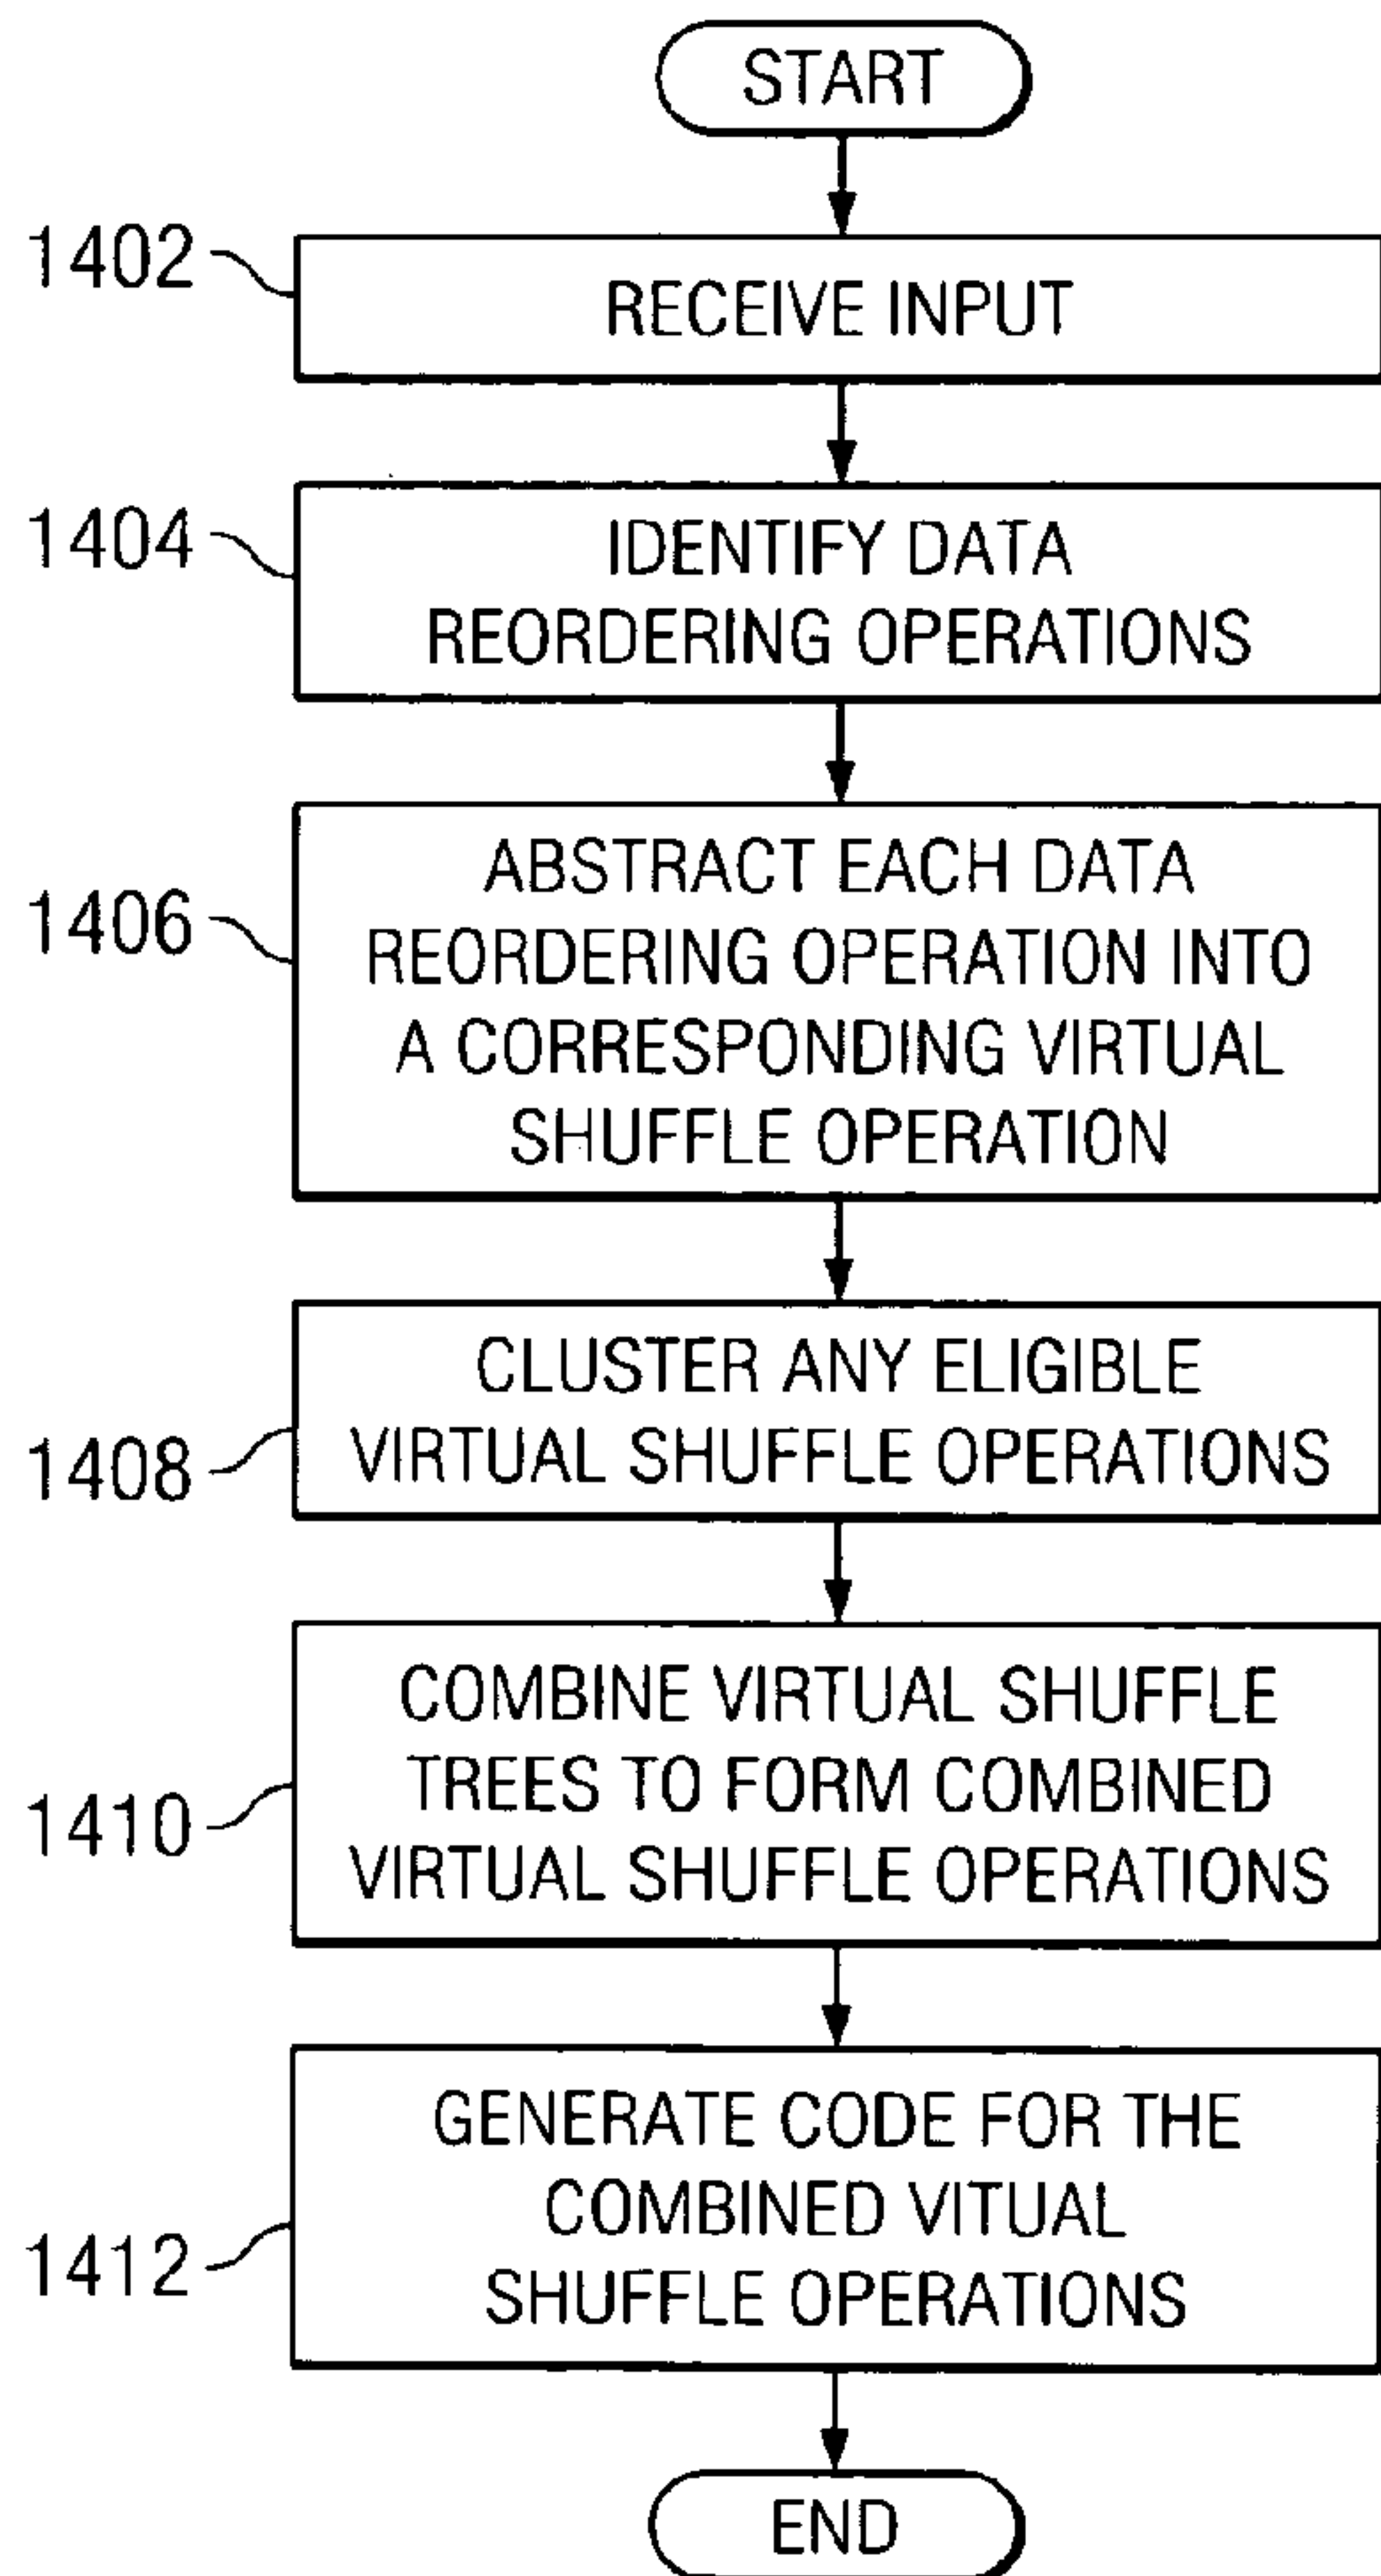 START
1402
RECEIVE INPUT
1404
IDENTIFY DATA
REORDERING OPERATIONS
1406
ABSTRACT EACH DATA
REORDERING OPERATION INTO
A CORRESPONDING VIRTUAL
SHUFFLE OPERATION
1408
CLUSTER ANY ELIGIBLE
VIRTUAL SHUFFLE OPERATIONS
1410
COMBINE VIRTUAL SHUFFLE
TREES TO FORM COMBINED
VIRTUAL SHUFFLE OPERATIONS
1412
GENERATE CODE FOR THE
COMBINED VITUAL
SHUFFLE OPERATIONS
END